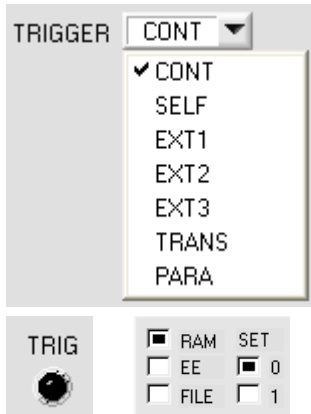 TRIGGER CONT
CONT
SELF
EXT1
EXT2
EXT3
TRANS
PARA
TRIG
RAM SET
EE 0
FILE 1